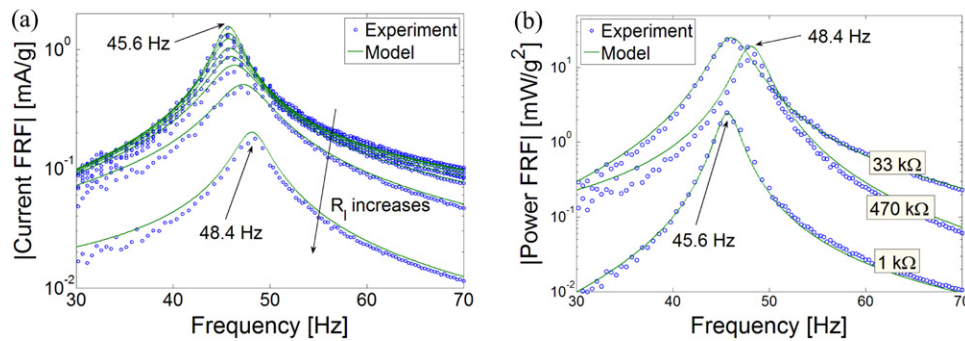 (a)
|Current FRF| [mA/g]
10^0
10^-1
10^-2
45.6 Hz
Experiment
Model
R_l increases
48.4 Hz
30 40 50 60 70
Frequency [Hz]
(b)
|Power FRF| [mW/g^2]
10^1
10^0
10^-1
10^-2
Experiment
Model
48.4 Hz
33 kΩ
470 kΩ
45.6 Hz
1 kΩ
30 40 50 60 70
Frequency [Hz]